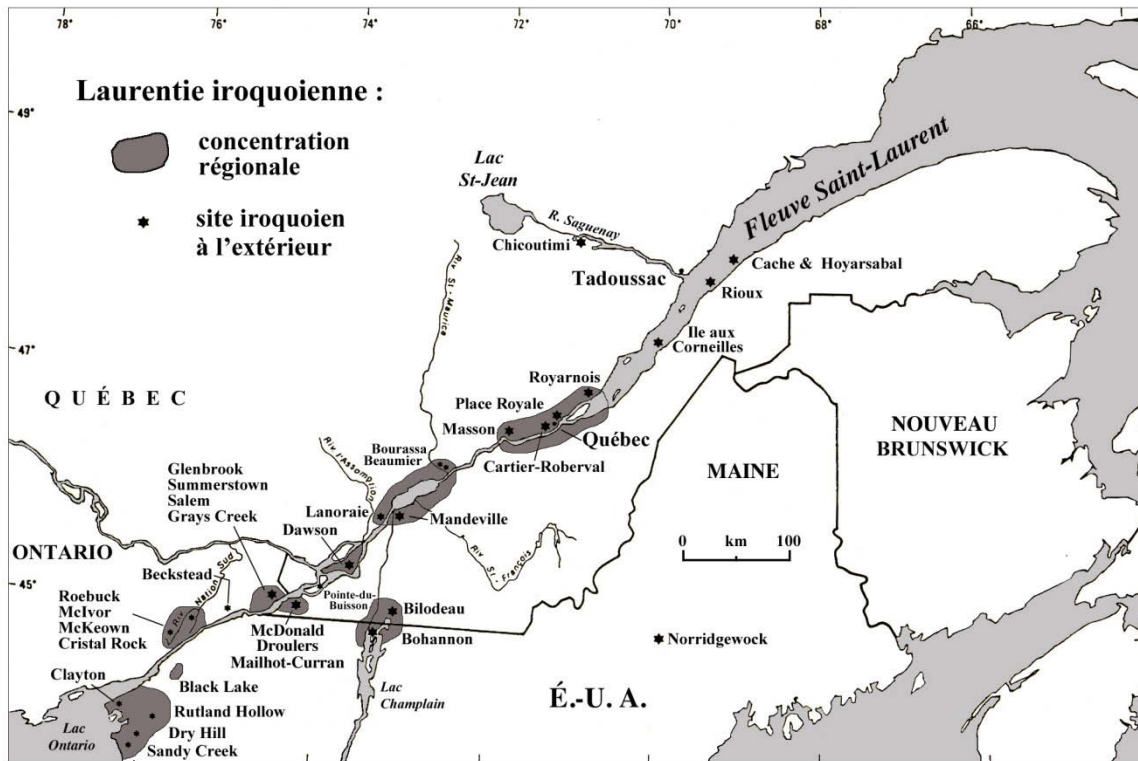 78°
76°
74°
72°
70°
68°
66°
49°
47°
45°
Laurentie iroquoienne :
concentration
régionale
site iroquoien
à l'extérieur
Lac
St-Jean
R. Saguenay
Chicoutimi
Tadoussac
Fleuve Saint-Laurent
Cache & Hoyarsabal
Rioux
Ile aux
Corneilles
Riv St-Maurice
QUÉBEC
Royarnois
Place Royale
Masson
Québec
Cartier-Roberval
NOUVEAU
BRUNSWICK
MAINE
Bourassa
Beaumier
Riv l'Assomption
Glenbrook
Summerstown
Salem
Grays Creek
Lanoraie
Mandeville
Dawson
Riv St-François
0 km 100
ONTARIO
Riv Nation Sud
Beckstead
Pointe-du-
Buisson
Roebuck
McIvor
McKeown
Cristal Rock
Bilodeau
Bohannon
McDonald
Droulers
Mailhot-Curran
Norridgewock
Clayton
Black Lake
Lac
Champlain
É.-U. A.
Rutland Hollow
Lac
Ontario
Dry Hill
Sandy Creek
76
74
72
70